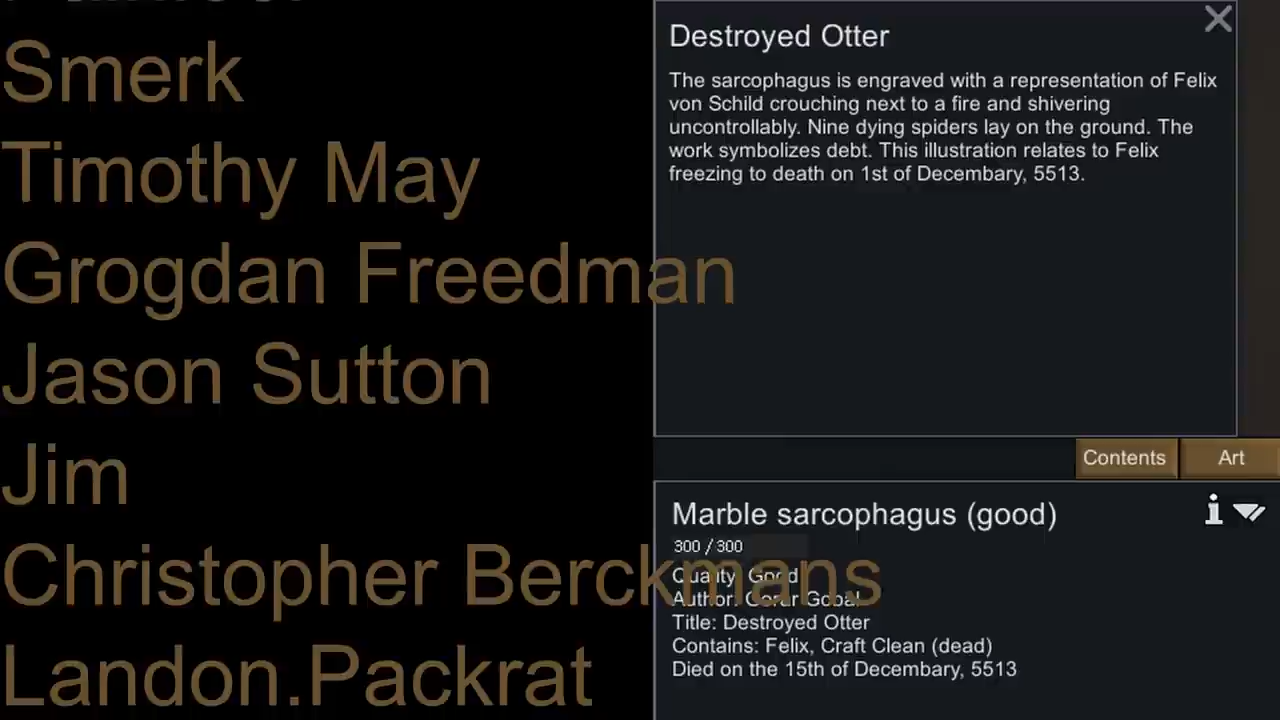 Smerk
Timothy May
Grogdan Freedman
Jason Sutton
Jim
Christopher Berckmans
Landon.Packrat
Destroyed Otter
The sarcophagus is engraved with a representation of Felix
von Schild crouching next to a fire and shivering
uncontrollably. Nine dying spiders lay on the ground. The
work symbolizes debt. This illustration relates to Felix
freezing to death on 1st of Decembary, 5513.
Contents
Art
Marble sarcophagus (good)
300 / 300
Quality: Good
Author:
Title: Destroyed Otter
Contains: Felix, Craft Clean (dead)
Died on the 15th of Decembary, 5513